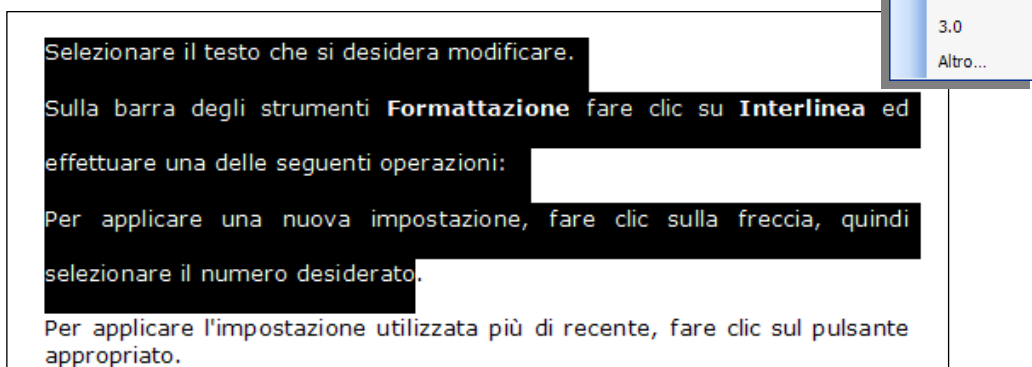 3.0
Altro...
Selezionare il testo che si desidera modificare.
Sulla barra degli strumenti Formattazione fare clic su Interlinea ed
effettuare una delle seguenti operazioni:
Per applicare una nuova impostazione, fare clic sulla freccia, quindi
selezionare il numero desiderato.
Per applicare l'impostazione utilizzata più di recente, fare clic sul pulsante
appropriato.